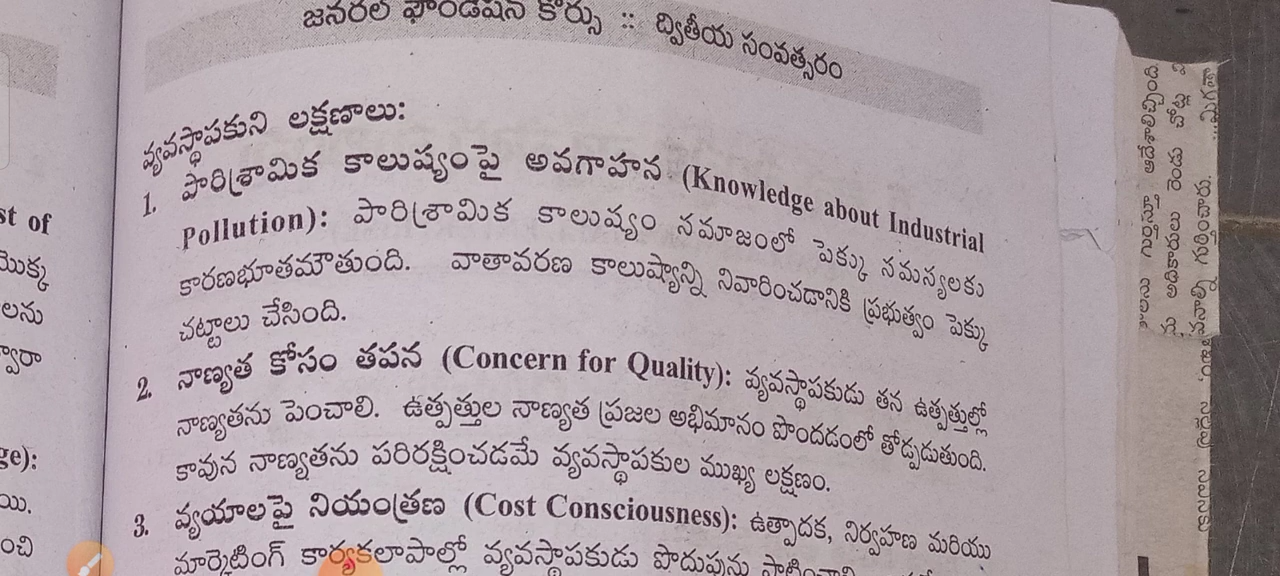 జనరల్ ఫౌండేషన్ కోర్సు :: ద్వితీయ సంవత్సరం
వ్యవస్థాపకుని లక్షణాలు:
1. పారిశ్రామిక కాలుష్యంపై అవగాహన (Knowledge about Industrial
Pollution): పారిశ్రామిక కాలుష్యం సమాజంలో పెక్కు సమస్యలకు
కారణభూతమౌతుంది. వాతావరణ కాలుష్యాన్ని నివారించడానికి ప్రభుత్వం పెక్కు
చట్టాలు చేసింది.
2. నాణ్యత కోసం తపన (Concern for Quality): వ్యవస్థాపకుడు తన ఉత్పత్తుల్లో
నాణ్యతను పెంచాలి. ఉత్పత్తుల నాణ్యత ప్రజల అభిమానం పొందడంలో తోడ్పడుతుంది.
కావున నాణ్యతను పరిరక్షించడమే వ్యవస్థాపకుల ముఖ్య లక్షణం.
3. వ్యయాలపై నియంత్రణ (Cost Consciousness): ఉత్పాదక, నిర్వహణ మరియు
మార్కెటింగ్ కార్యకలాపాల్లో వ్యవస్థాపకుడు పొదుపును
st of
ge):